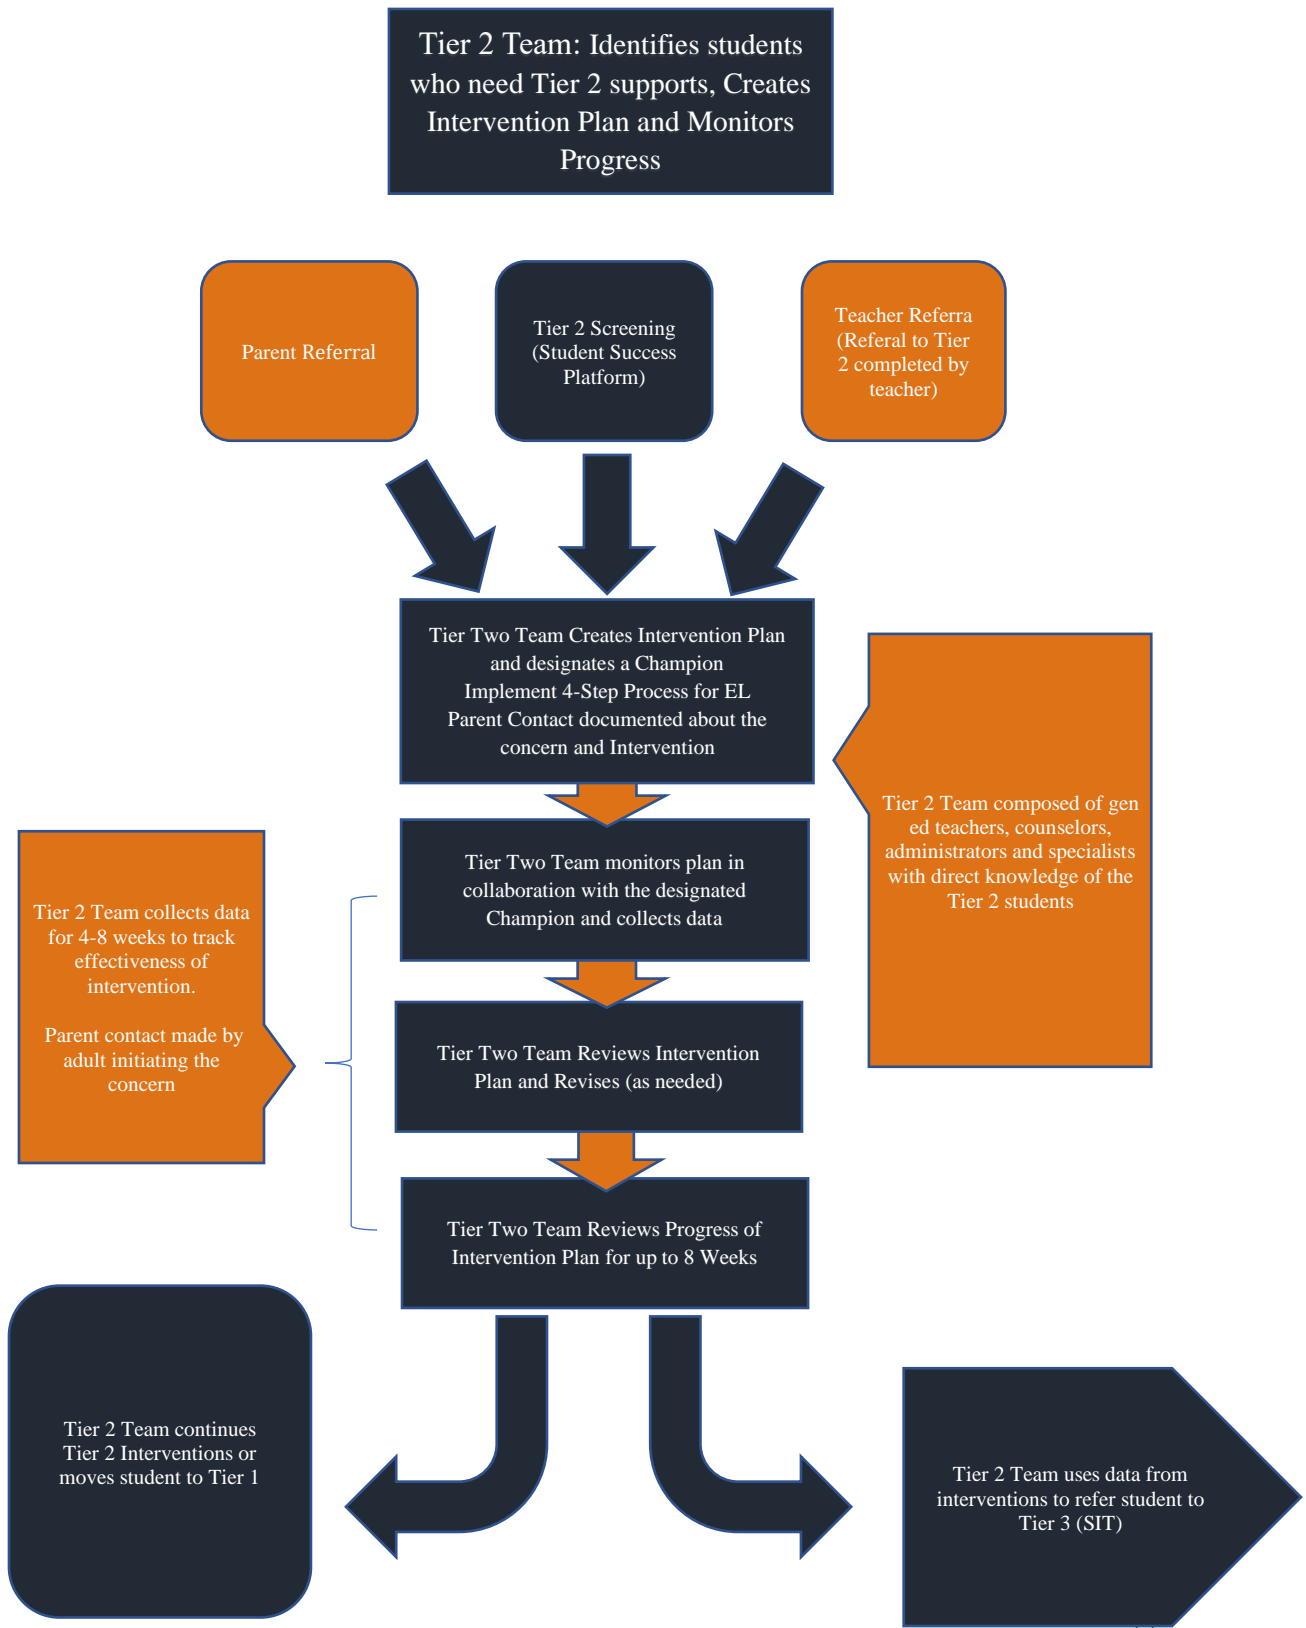 Tier 2 Team: Identifies students
who need Tier 2 supports, Creates
Intervention Plan and Monitors
Progress
Parent Referral
Tier 2 Screening
(Student Success
Platform)
Teacher Referra
(Referal to Tier
2 completed by
teacher)
Tier Two Team Creates Intervention Plan
and designates a Champion
Implement 4-Step Process for EL
Parent Contact documented about the
concern and Intervention
Tier 2 Team composed of gen
ed teachers, counselors,
administrators and specialists
with direct knowledge of the
Tier 2 students
Tier Two Team monitors plan in
collaboration with the designated
Champion and collects data
Tier 2 Team collects data
for 4-8 weeks to track
effectiveness of
intervention.
Parent contact made by
adult initiating the
concern
Tier Two Team Reviews Intervention
Plan and Revises (as needed)
Tier Two Team Reviews Progress of
Intervention Plan for up to 8 Weeks
Tier 2 Team continues
Tier 2 Interventions or
moves student to Tier 1
Tier 2 Team uses data from
interventions to refer student to
Tier 3 (SIT)